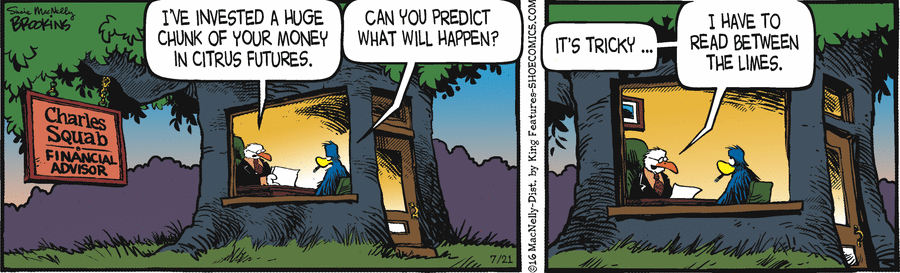 Susie MacNelly
BROOKINS
I'VE INVESTED A HUGE
CHUNK OF YOUR MONEY
IN CITRUS FUTURES.
CAN YOU PREDICT
WHAT WILL HAPPEN?
Charles
Squab
FINANCIAL
ADVISOR
7/21
©16 MacNelly-Dist. by King Features-SHOECOMICS.COM
IT'S TRICKY ...
I HAVE TO
READ BETWEEN
THE LIMES.